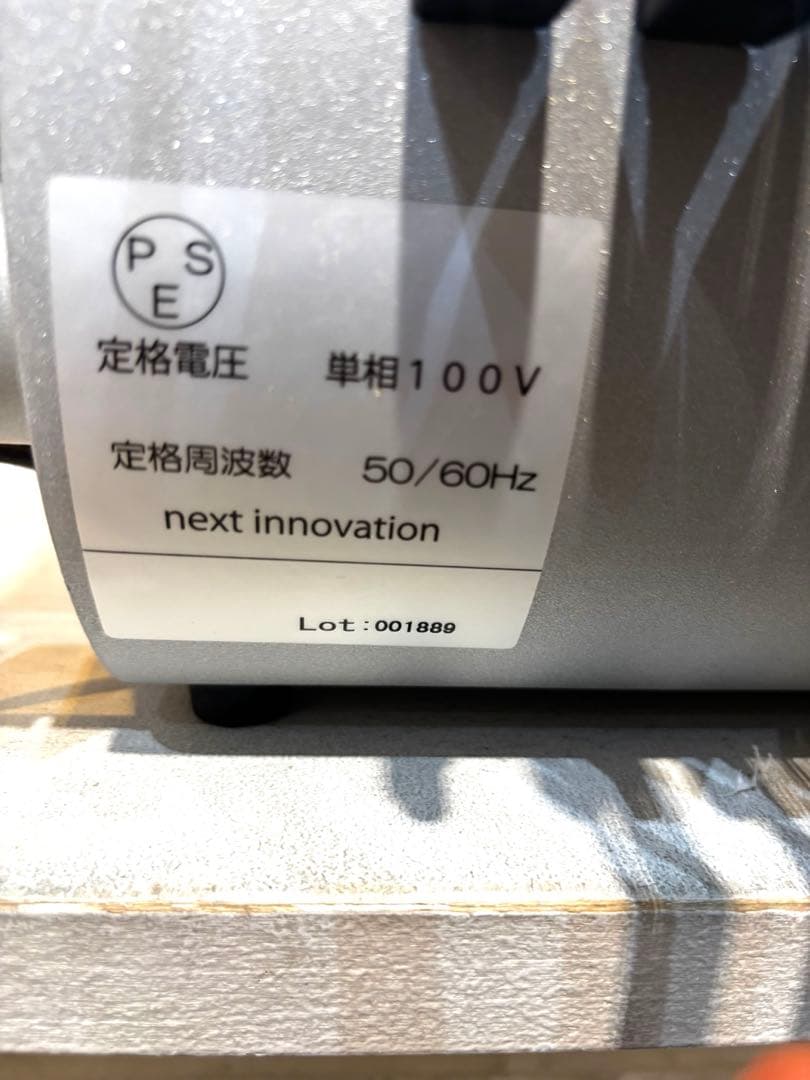 PSE
定格電圧 単相100V
定格周波数 50/60Hz
next innovation
Lot:001889